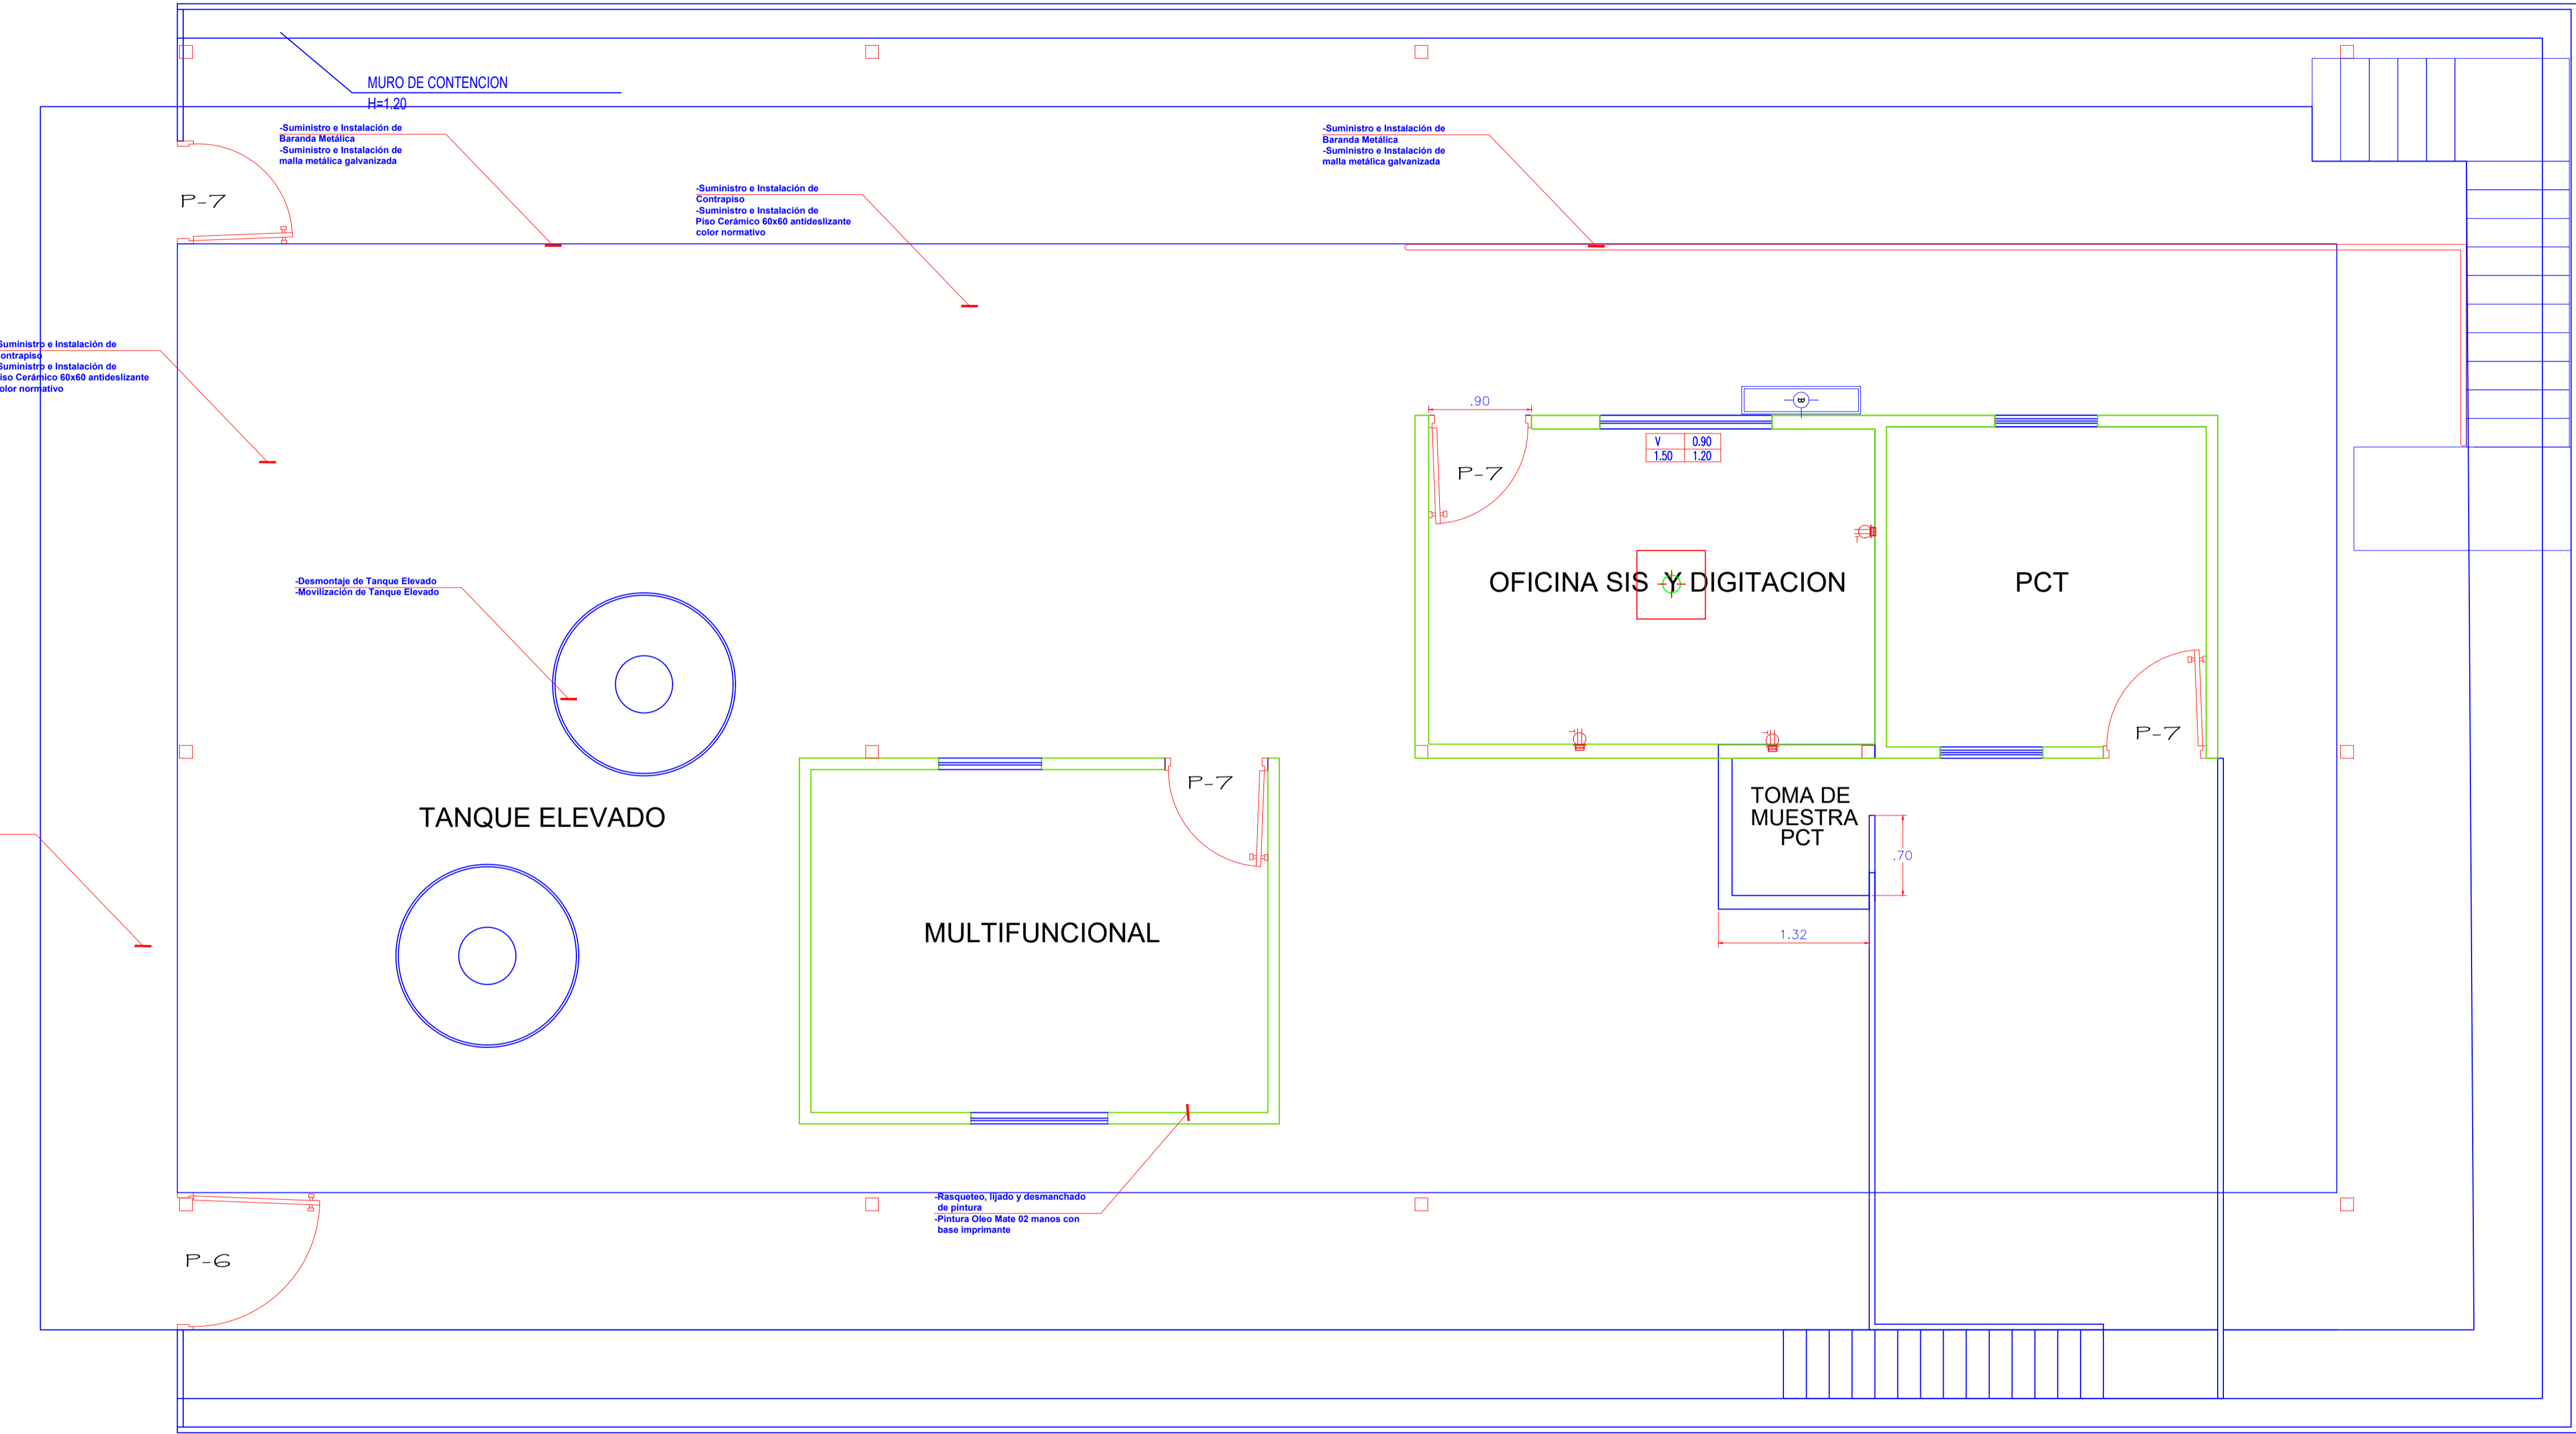 MURO DE CONTENCION
H=1.20
-Suministro e Instalación de
Baranda Metálica
-Suministro e Instalación de
malla metálica galvanizada
-Suministro e Instalación de
Baranda Metálica
-Suministro e Instalación de
malla metálica galvanizada
P-7
-Suministro e Instalación de
Contrapiso
-Suministro e Instalación de
Piso Cerámico 60x60 antideslizante
color normativo
Suministro e Instalación de
ontrapiso
Suministro e Instalación de
iso Cerámico 60x60 antideslizante
olor normativo
.90
B
V 0.90
1.50 1.20
P-7
-Desmontaje de Tanque Elevado
-Movilización de Tanque Elevado
OFICINA SIS Y DIGITACION
PCT
P-7
P-7
TANQUE ELEVADO
TOMA DE
MUESTRA
PCT
.70
MULTIFUNCIONAL
1.32
-Rasqueteo, lijado y desmanchado
de pintura
-Pintura Oleo Mate 02 manos con
base imprimante
P-6